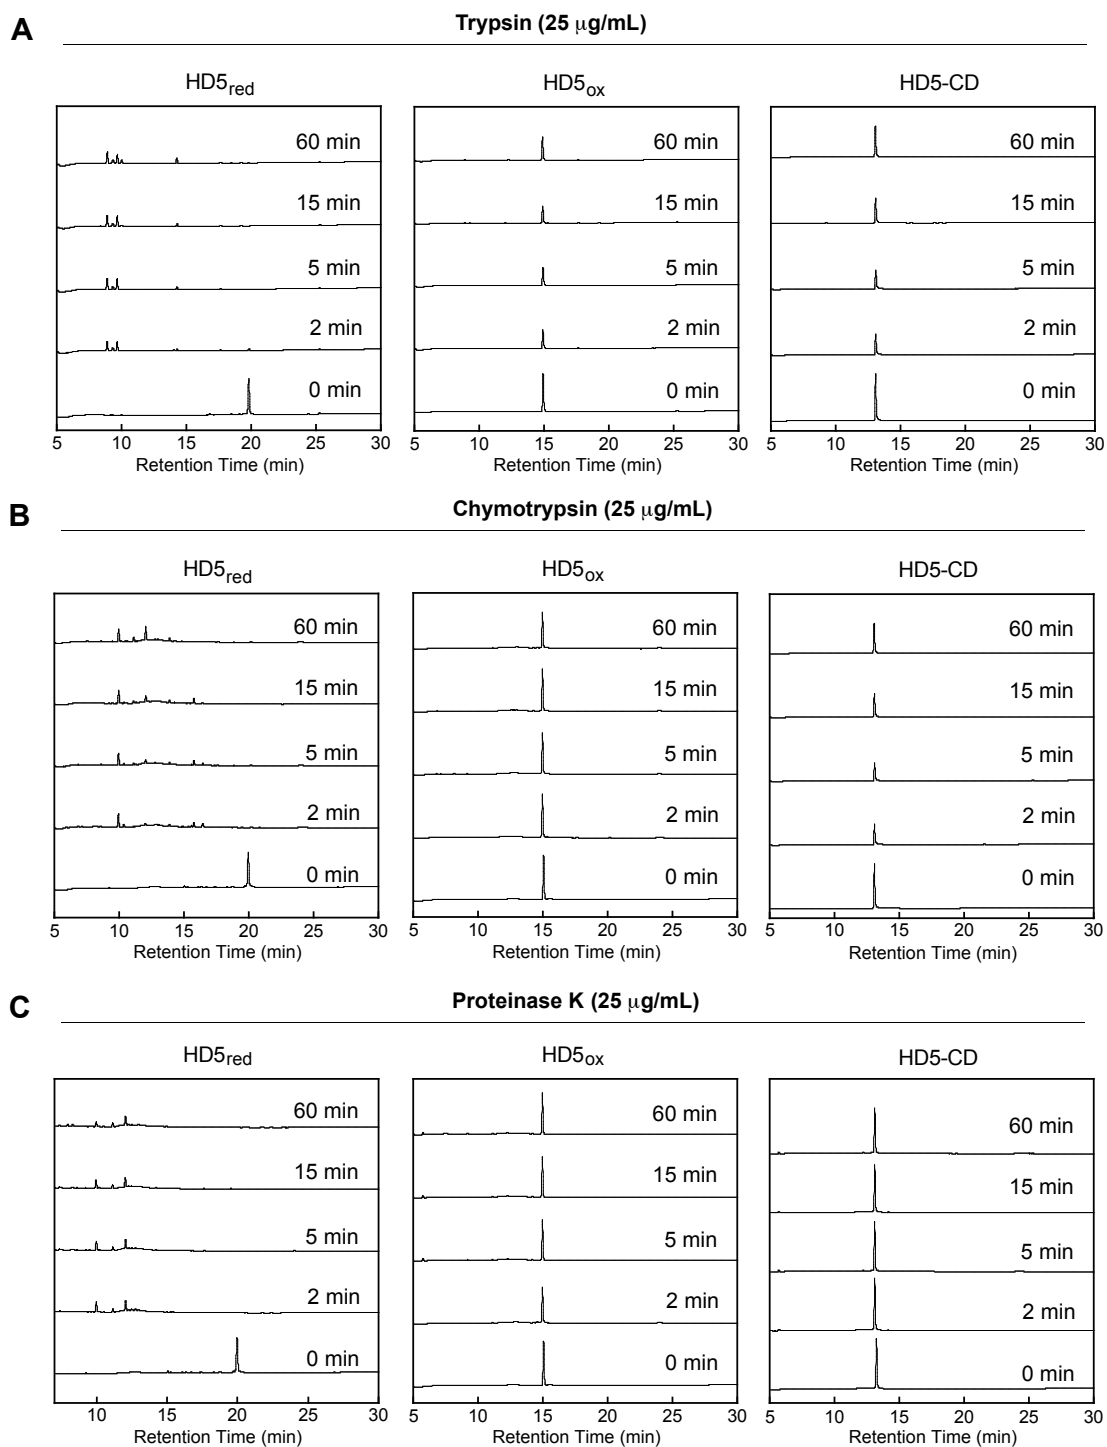 A
Trypsin (25 μg/mL)
HD5red
HD5ox
HD5-CD
60 min
15 min
5 min
2 min
0 min
5 10 15 20 25 30
Retention Time (min)
60 min
15 min
5 min
2 min
0 min
5 10 15 20 25 30
Retention Time (min)
60 min
15 min
5 min
2 min
0 min
5 10 15 20 25 30
Retention Time (min)
B
Chymotrypsin (25 μg/mL)
HD5red
HD5ox
HD5-CD
60 min
15 min
5 min
2 min
0 min
5 10 15 20 25 30
Retention Time (min)
60 min
15 min
5 min
2 min
0 min
5 10 15 20 25 30
Retention Time (min)
60 min
15 min
5 min
2 min
0 min
5 10 15 20 25 30
Retention Time (min)
C
Proteinase K (25 μg/mL)
HD5red
HD5ox
HD5-CD
60 min
15 min
5 min
2 min
0 min
10 15 20 25 30
Retention Time (min)
60 min
15 min
5 min
2 min
0 min
5 10 15 20 25 30
Retention Time (min)
60 min
15 min
5 min
2 min
0 min
5 10 15 20 25 30
Retention Time (min)